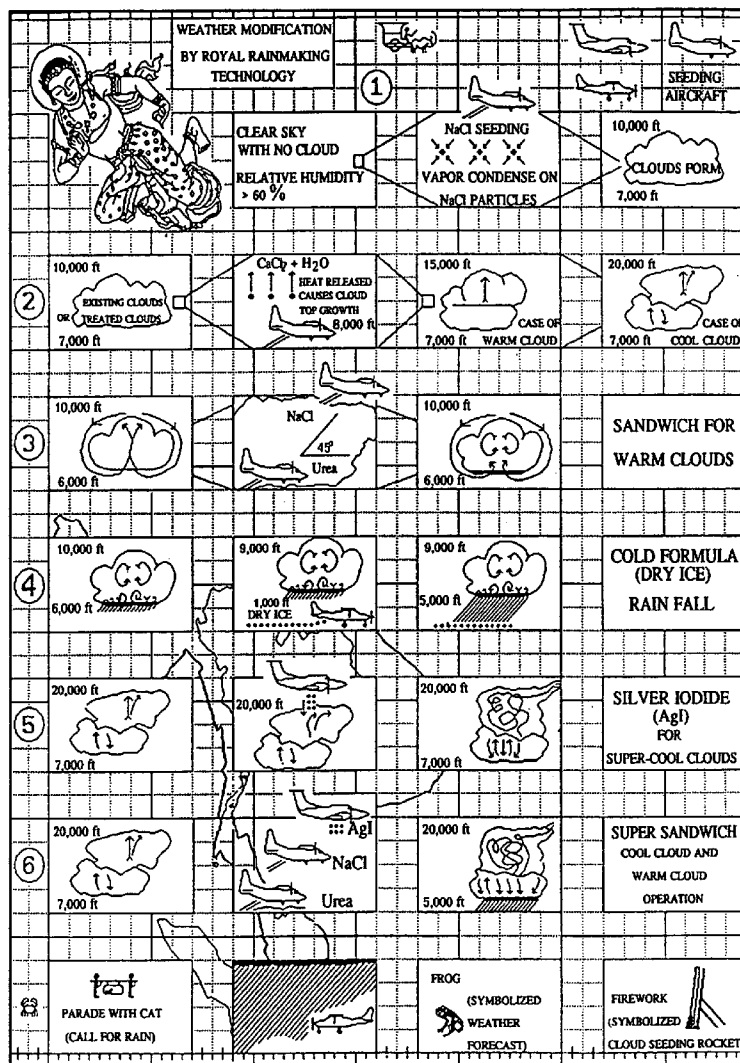 WEATHER MODIFICATION
BY ROYAL RAINMAKING
TECHNOLOGY
1
SEEDING
AIRCRAFT
CLEAR SKY
WITH NO CLOUD
RELATIVE HUMIDITY
> 60 %
NaCl SEEDING
VAPOR CONDENSE ON
NaCl PARTICLES
10,000 ft
CLOUDS FORM
7,000 ft
2
10,000 ft
EXISTING CLOUDS
OR TREATED CLOUDS
7,000 ft
CaCl2 + H2O
HEAT RELEASED
CAUSES CLOUD
TOP GROWTH
8,000 ft
15,000 ft
CASE OF
7,000 ft WARM CLOUD
20,000 ft
CASE OF
7,000 ft COOL CLOUD
3
10,000 ft
6,000 ft
NaCl
45°
Urea
10,000 ft
6,000 ft
SANDWICH FOR
WARM CLOUDS
4
10,000 ft
6,000 ft
9,000 ft
1,000 ft
DRY ICE
9,000 ft
5,000 ft
COLD FORMULA
(DRY ICE)
RAIN FALL
5
20,000 ft
7,000 ft
20,000 ft
20,000 ft
7,000 ft
SILVER IODIDE
(AgI)
FOR
SUPER-COOL CLOUDS
6
20,000 ft
7,000 ft
AgI
NaCl
Urea
20,000 ft
5,000 ft
SUPER SANDWICH
COOL CLOUD AND
WARM CLOUD
OPERATION
PARADE WITH CAT
(CALL FOR RAIN)
FROG
(SYMBOLIZED
WEATHER
FORECAST)
FIREWORK
(SYMBOLIZED
CLOUD SEEDING ROCKET)